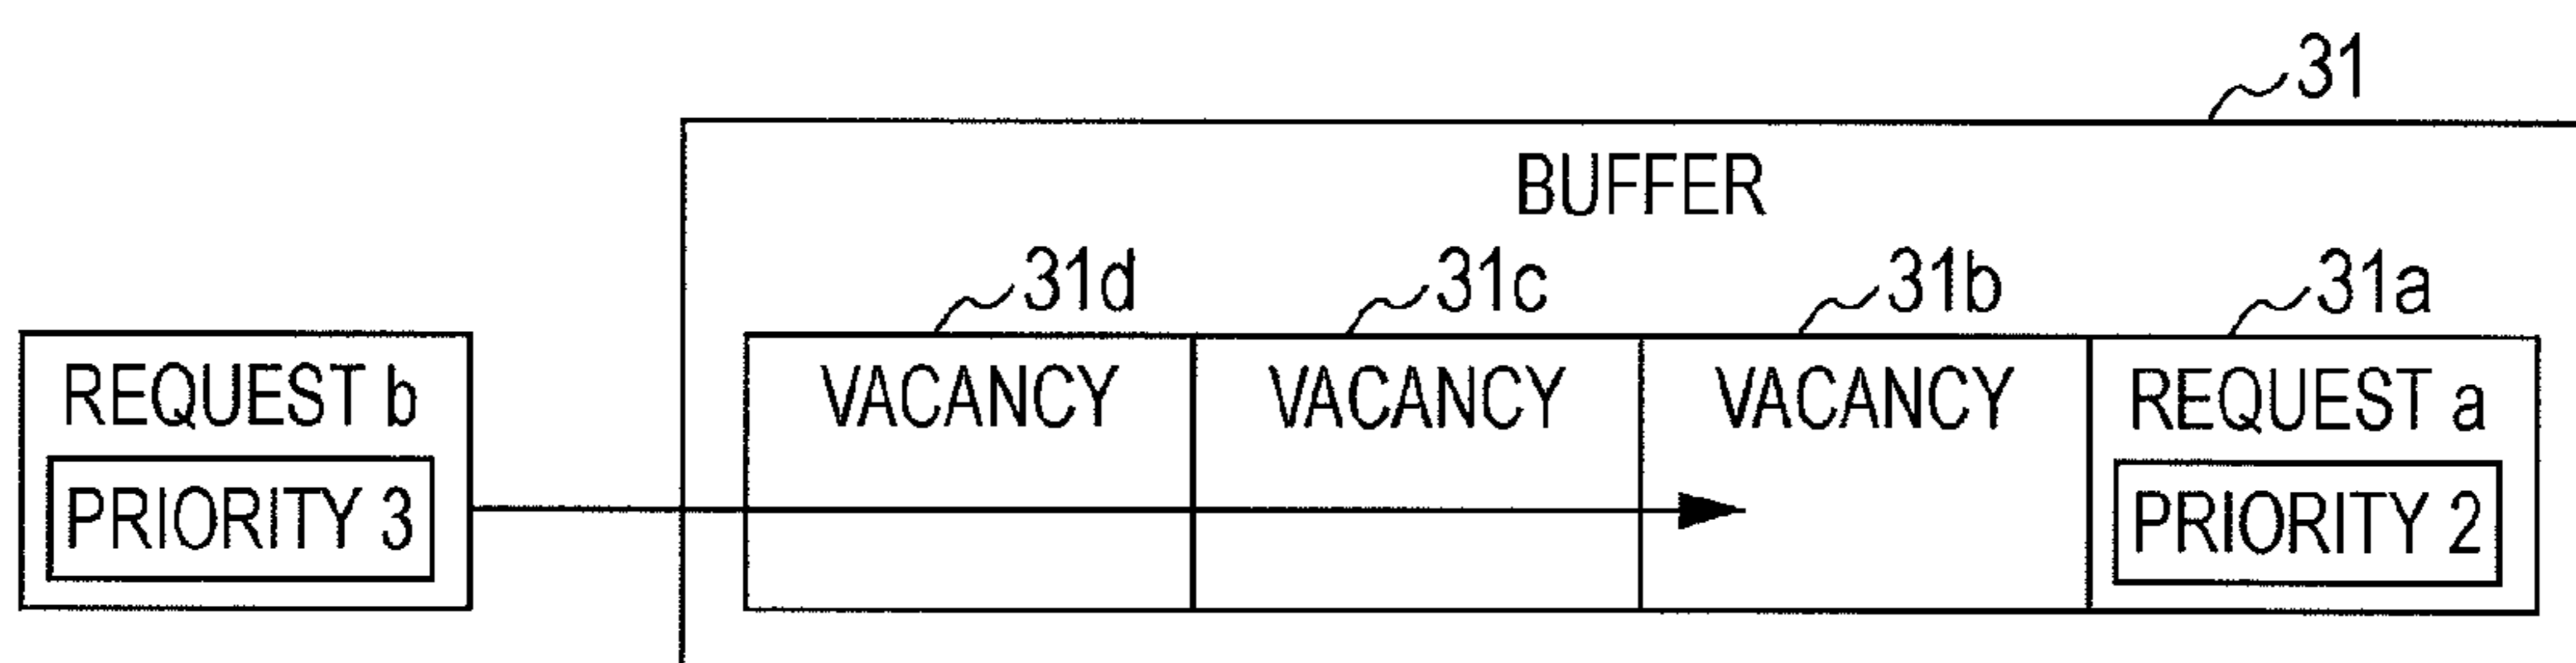 31
BUFFER
31d 31c 31b 31a
REQUEST b VACANCY VACANCY VACANCY REQUEST a
PRIORITY 3 PRIORITY 2